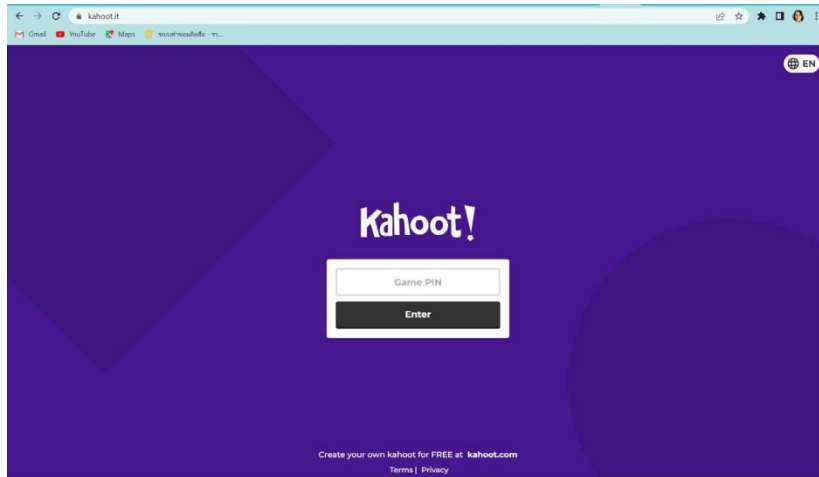 kahoot.it
Gmail YouTube Maps
EN
Kahoot!
Game PIN
Enter
Create your own kahoot for FREE at kahoot.com
Terms | Privacy